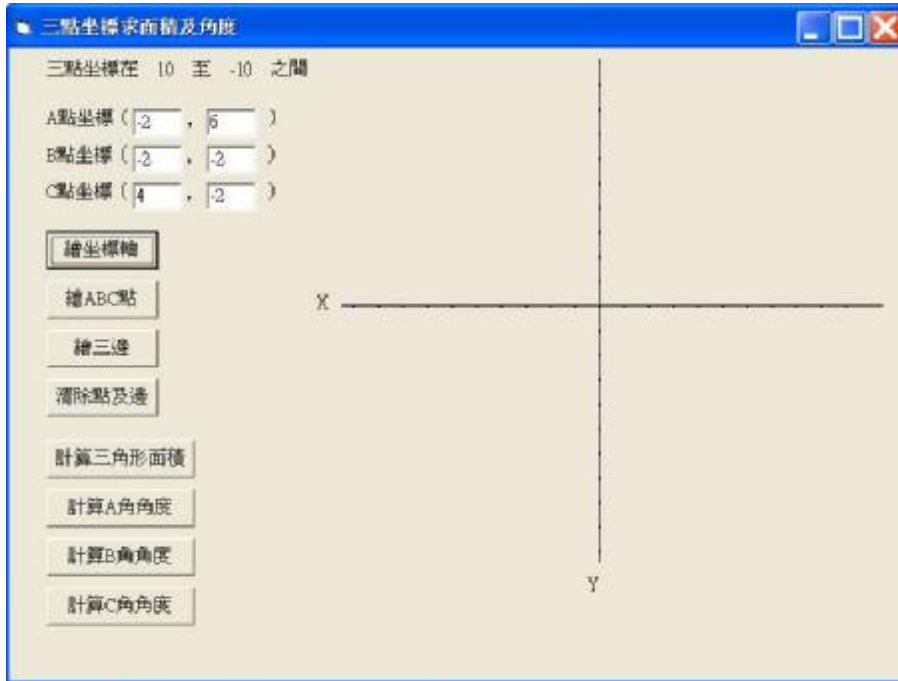 三點坐標求面積及角度
三點坐標在 10 至 -10 之間
A點坐標 ( -2 , 6 )
B點坐標 ( -2 , -2 )
C點坐標 ( 4 , -2 )
繪坐標軸
繪ABC點
繪三邊
清除點及邊
計算三角形面積
計算A角角度
計算B角角度
計算C角角度
X
Y